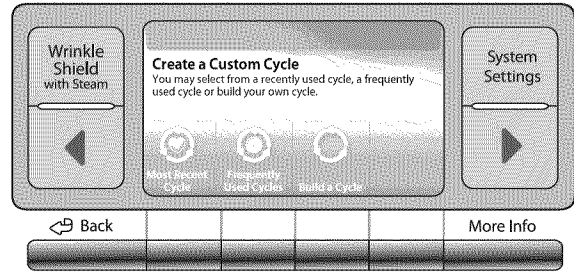 Wrinkle
Shield
with Steam
Create a Custom Cycle
You may select from a recently used cycle, a frequently
used cycle or build your own cycle.
Most Recent
Cycle
Frequently
Used Cycles
Build a Cycle
System
Settings
Back
More Info